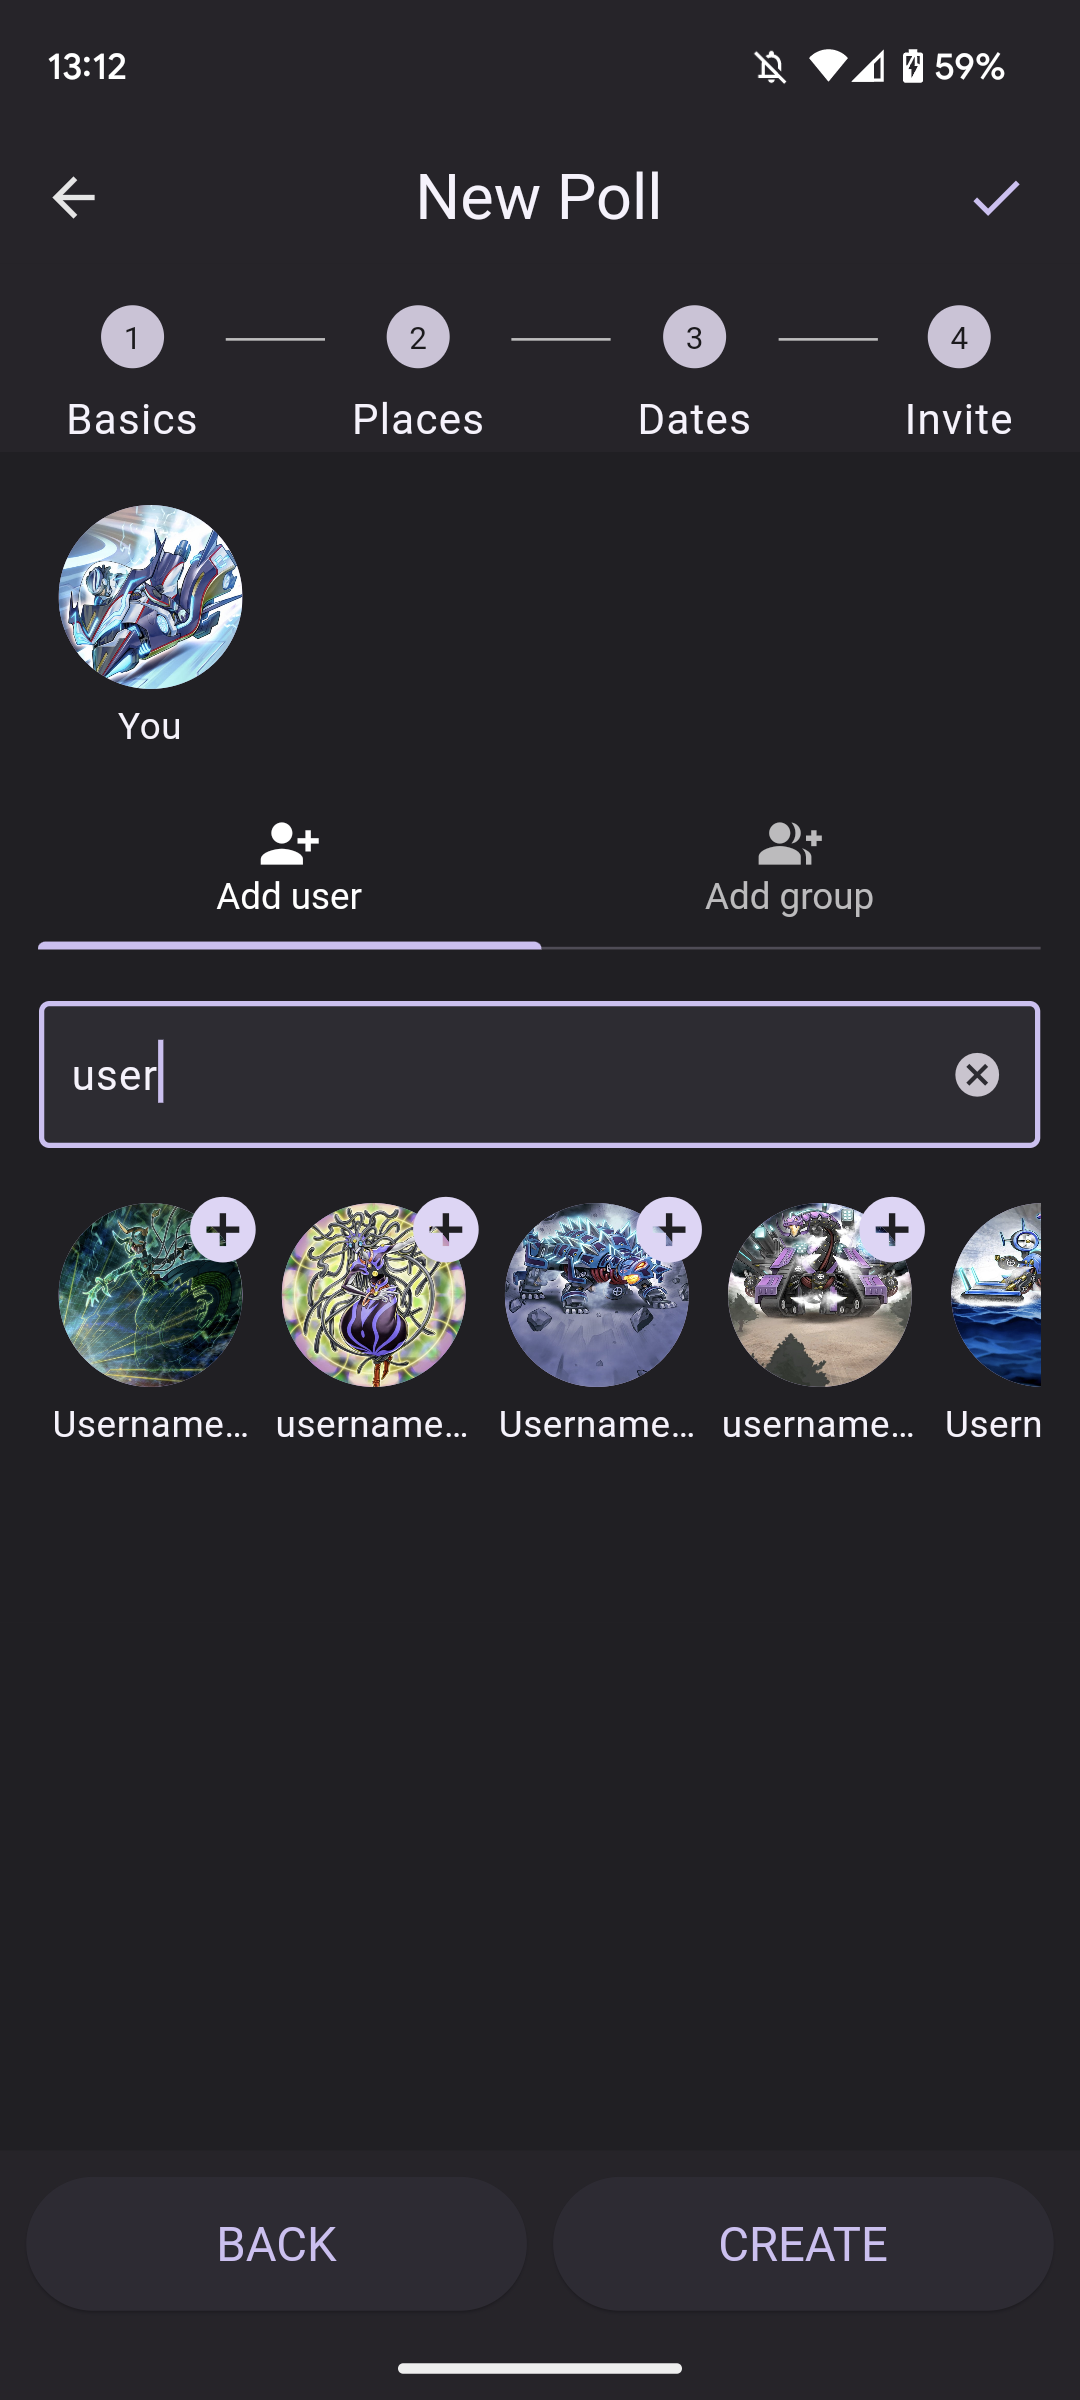 13:12 59%
New Poll
1 2 3 4
Basics Places Dates Invite
You
Add user Add group
user
Username... username... Username... username... Usern
BACK CREATE